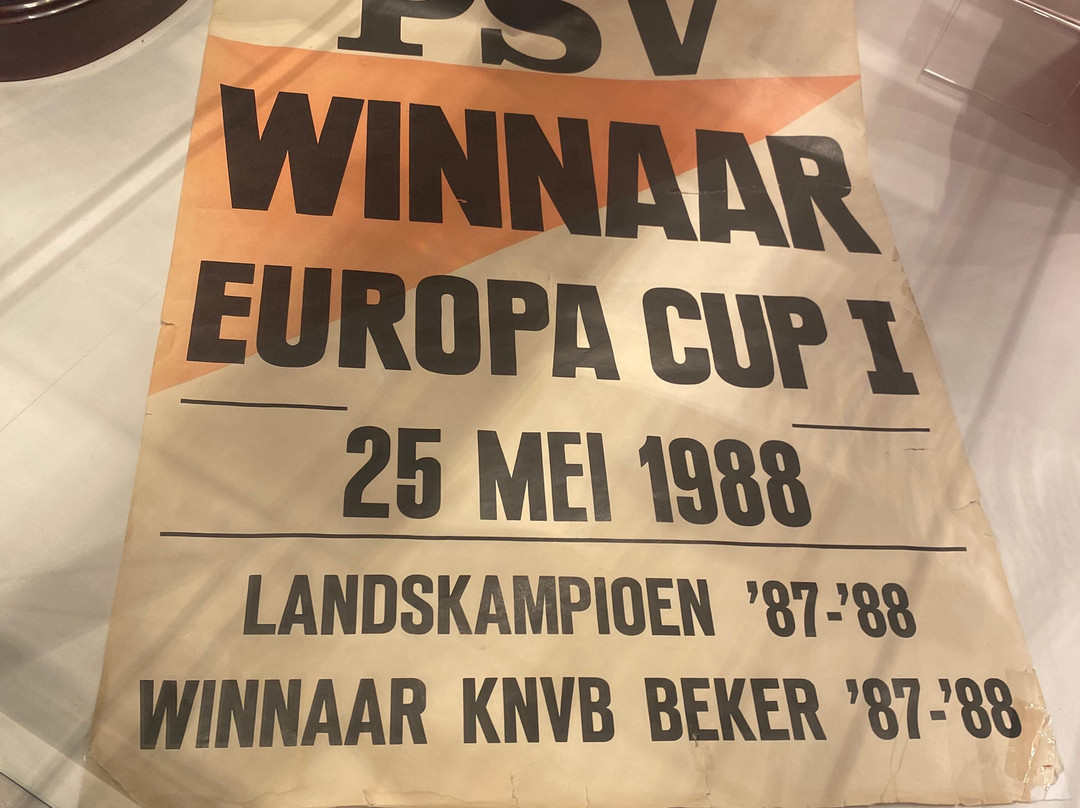 PSV
WINNAAR
EUROPA CUP I
25 MEI 1988
LANDSKAMPIOEN '87-'88
WINNAAR KNVB BEKER '87-'88